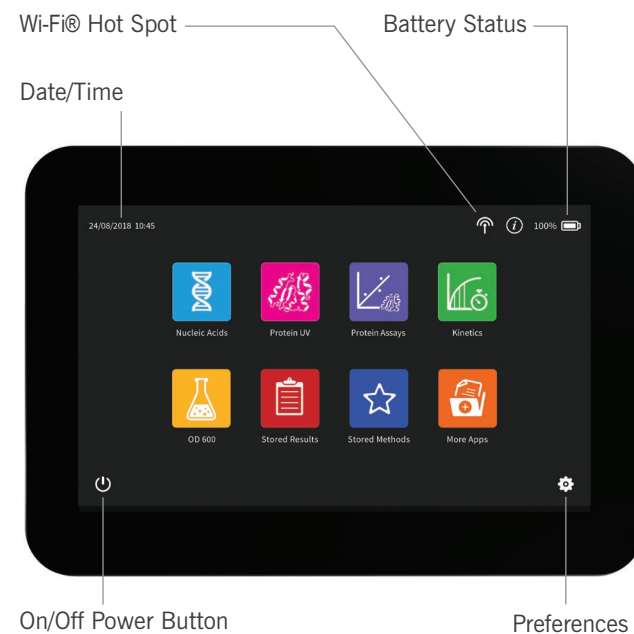 Wi-Fi® Hot Spot
Battery Status
Date/Time
24/08/2018 10:45
i
100%
Nucleic Acids
Protein UV
Protein Assays
Kinetics
OD 600
Stored Results
Stored Methods
More Apps
On/Off Power Button
Preferences